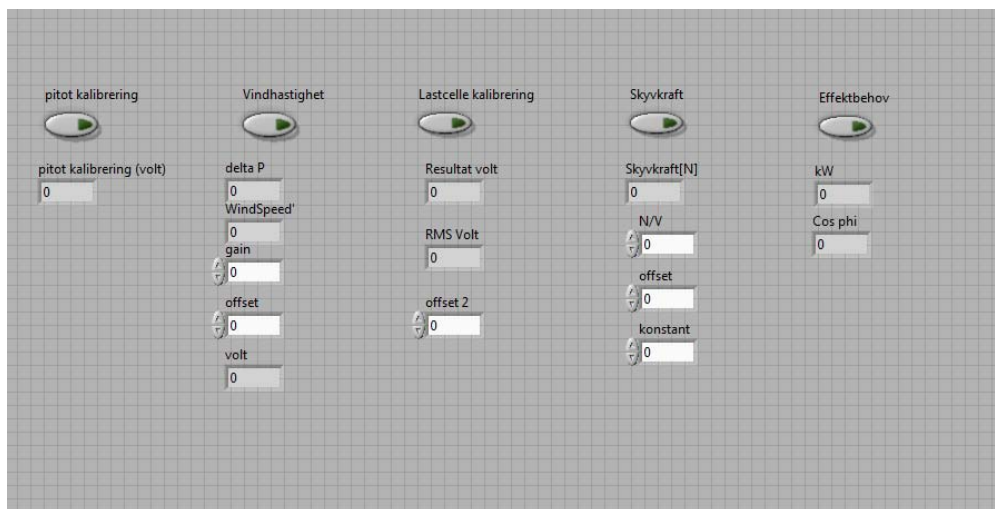 pitot kalibrering
Vindhastighet
Lastcelle kalibrering
Skyvkraft
Effektbehov
pitot kalibrering (volt)
0
delta P
0
WindSpeed'
0
gain
0
offset
0
volt
0
Resultat volt
0
RMS Volt
0
offset 2
0
Skyvkraft[N]
0
N/V
0
offset
0
konstant
0
kW
0
Cos phi
0